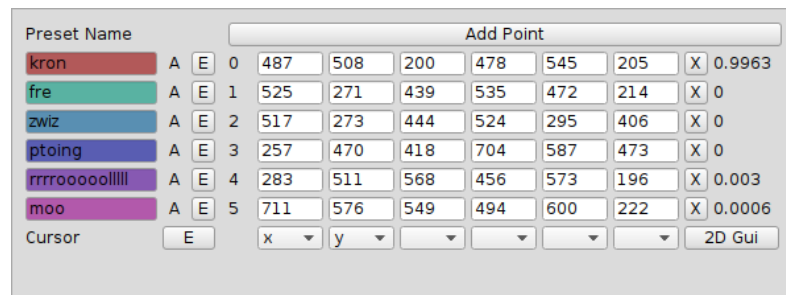 Preset Name Add Point
kron A E 0 487 508 200 478 545 205 X 0.9963
fre A E 1 525 271 439 535 472 214 X 0
zwiz A E 2 517 273 444 524 295 406 X 0
ptoing A E 3 257 470 418 704 587 473 X 0
rrrrooooolllll A E 4 283 511 568 456 573 196 X 0.003
moo A E 5 711 576 549 494 600 222 X 0.0006
Cursor E x y 2D Gui